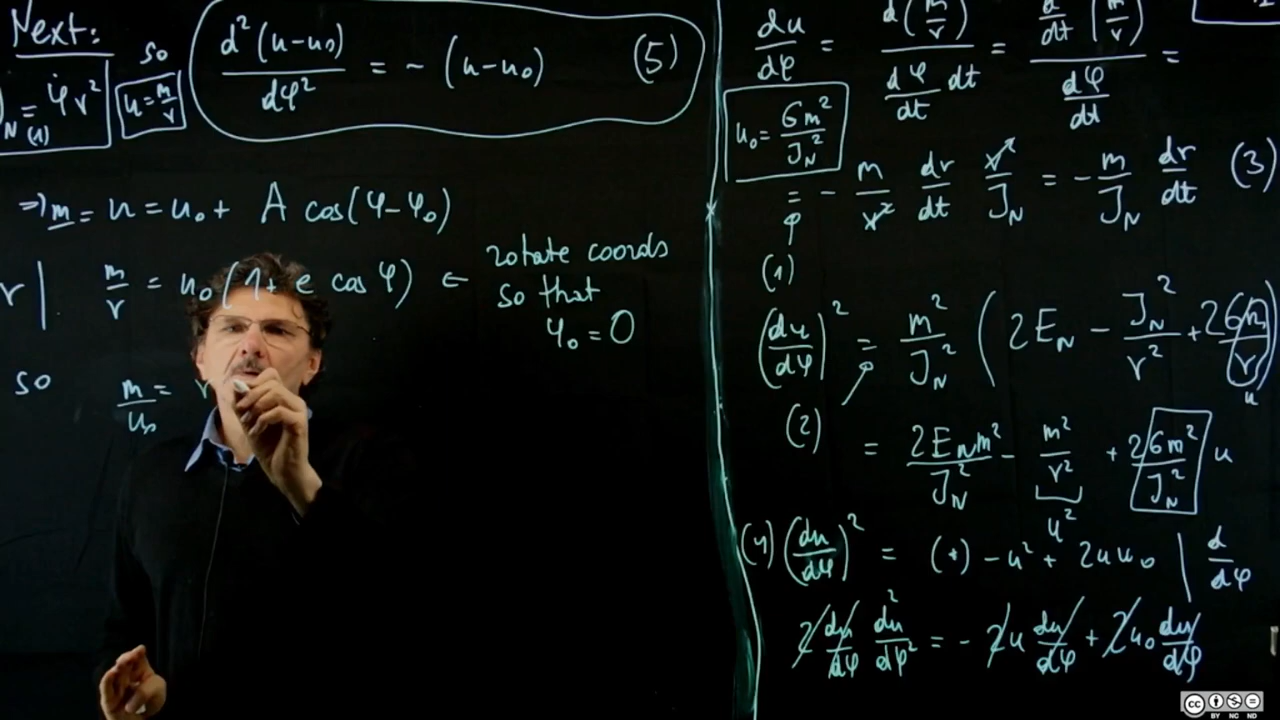 Next:
N = φ̇ r²
(1)
so
u = m/r
d²(u-u₀)/dφ² = - (u-u₀) (5)
=> m = u = u₀ + A cos(φ-φ₀)
r | m/r = u₀(1+ e cos φ) ← rotate coords
so that
φ₀ = 0
so m/u₀ = r
du/dφ = d(m/r)/(dφ/dt dt) = d/dt (m/r)/(dφ/dt) =
u₀ = Gm²/J_N²
= - m/r² dr/dt r²/J_N = - m/J_N dr/dt (3)
(1)
(du/dφ)² = m²/J_N² (2E_N - J_N²/r² + 2Gm/r)
u
(2)
= 2E_N m²/J_N² - m²/r² + 2Gm²/J_N² u
u²
(4) (du/dφ)² = (*) - u² + 2uu₀ | d/dφ
2 du/dφ d²u/dφ² = - 2u du/dφ + 2u₀ du/dφ
cc
BY NC ND